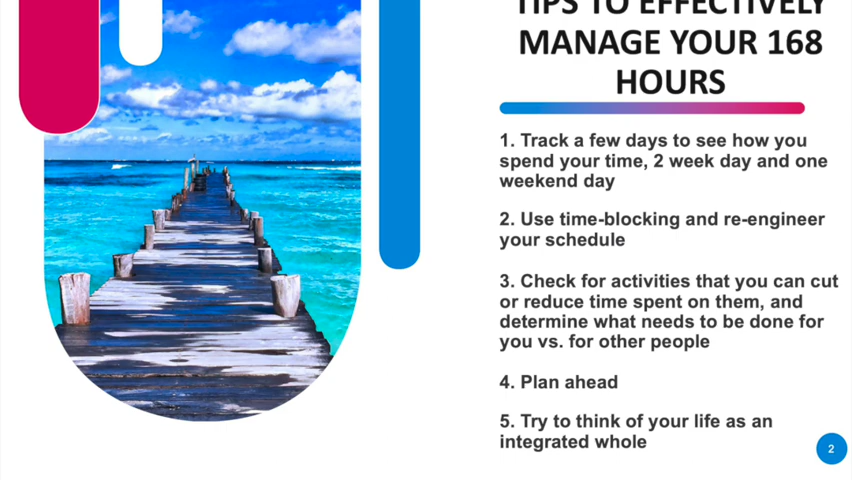 TIPS TO EFFECTIVELY
MANAGE YOUR 168
HOURS
1. Track a few days to see how you
spend your time, 2 week day and one
weekend day
2. Use time-blocking and re-engineer
your schedule
3. Check for activities that you can cut
or reduce time spent on them, and
determine what needs to be done for
you vs. for other people
4. Plan ahead
5. Try to think of your life as an
integrated whole
2